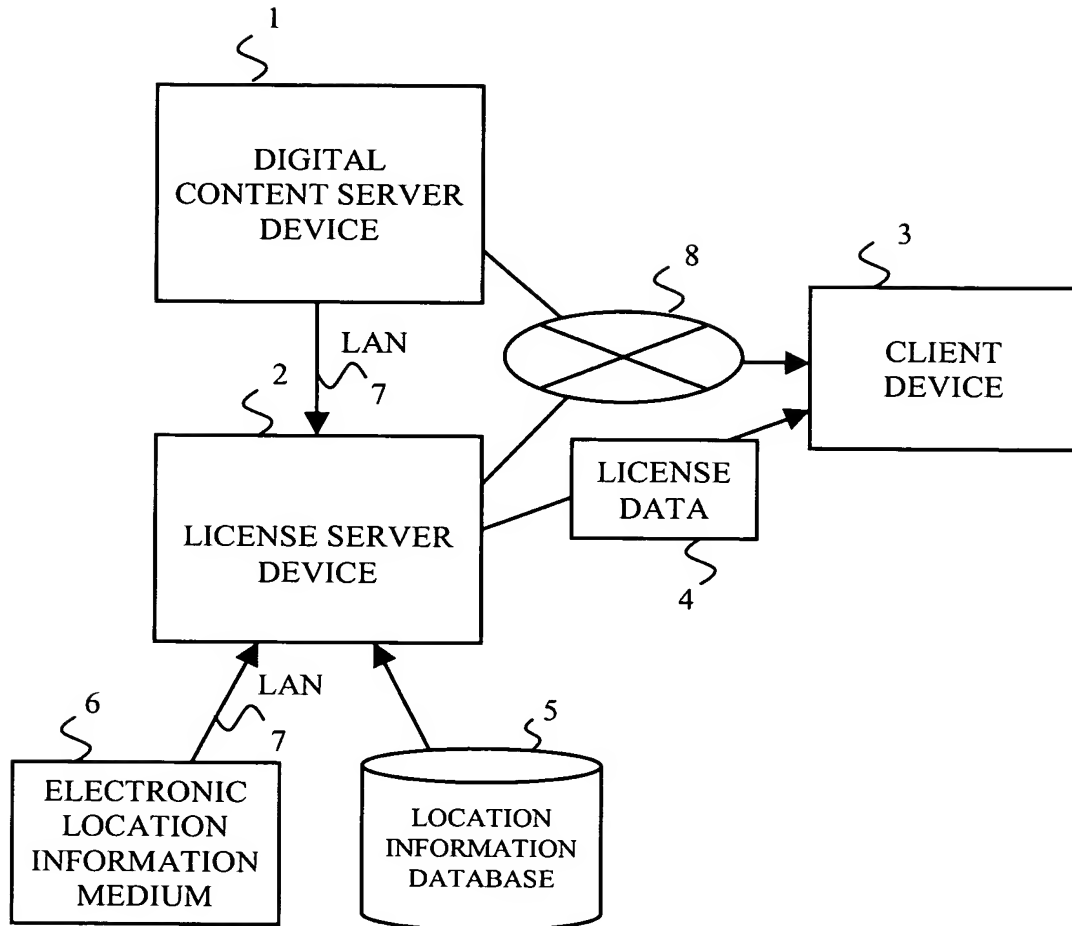 1
DIGITAL
CONTENT SERVER
DEVICE
8
3
CLIENT
DEVICE
LAN
7
2
LICENSE SERVER
DEVICE
LICENSE
DATA
4
LAN
7
6
ELECTRONIC
LOCATION
INFORMATION
MEDIUM
5
LOCATION
INFORMATION
DATABASE